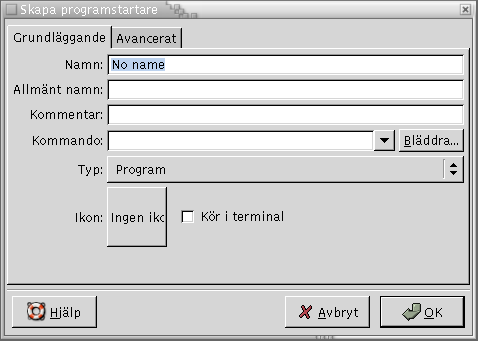 Skapa programstartare
Grundläggande Avancerat
Namn: No name
Allmänt namn:
Kommentar:
Kommando: Bläddra...
Typ: Program
Ikon: Ingen iko Kör i terminal
Hjälp Avbryt OK